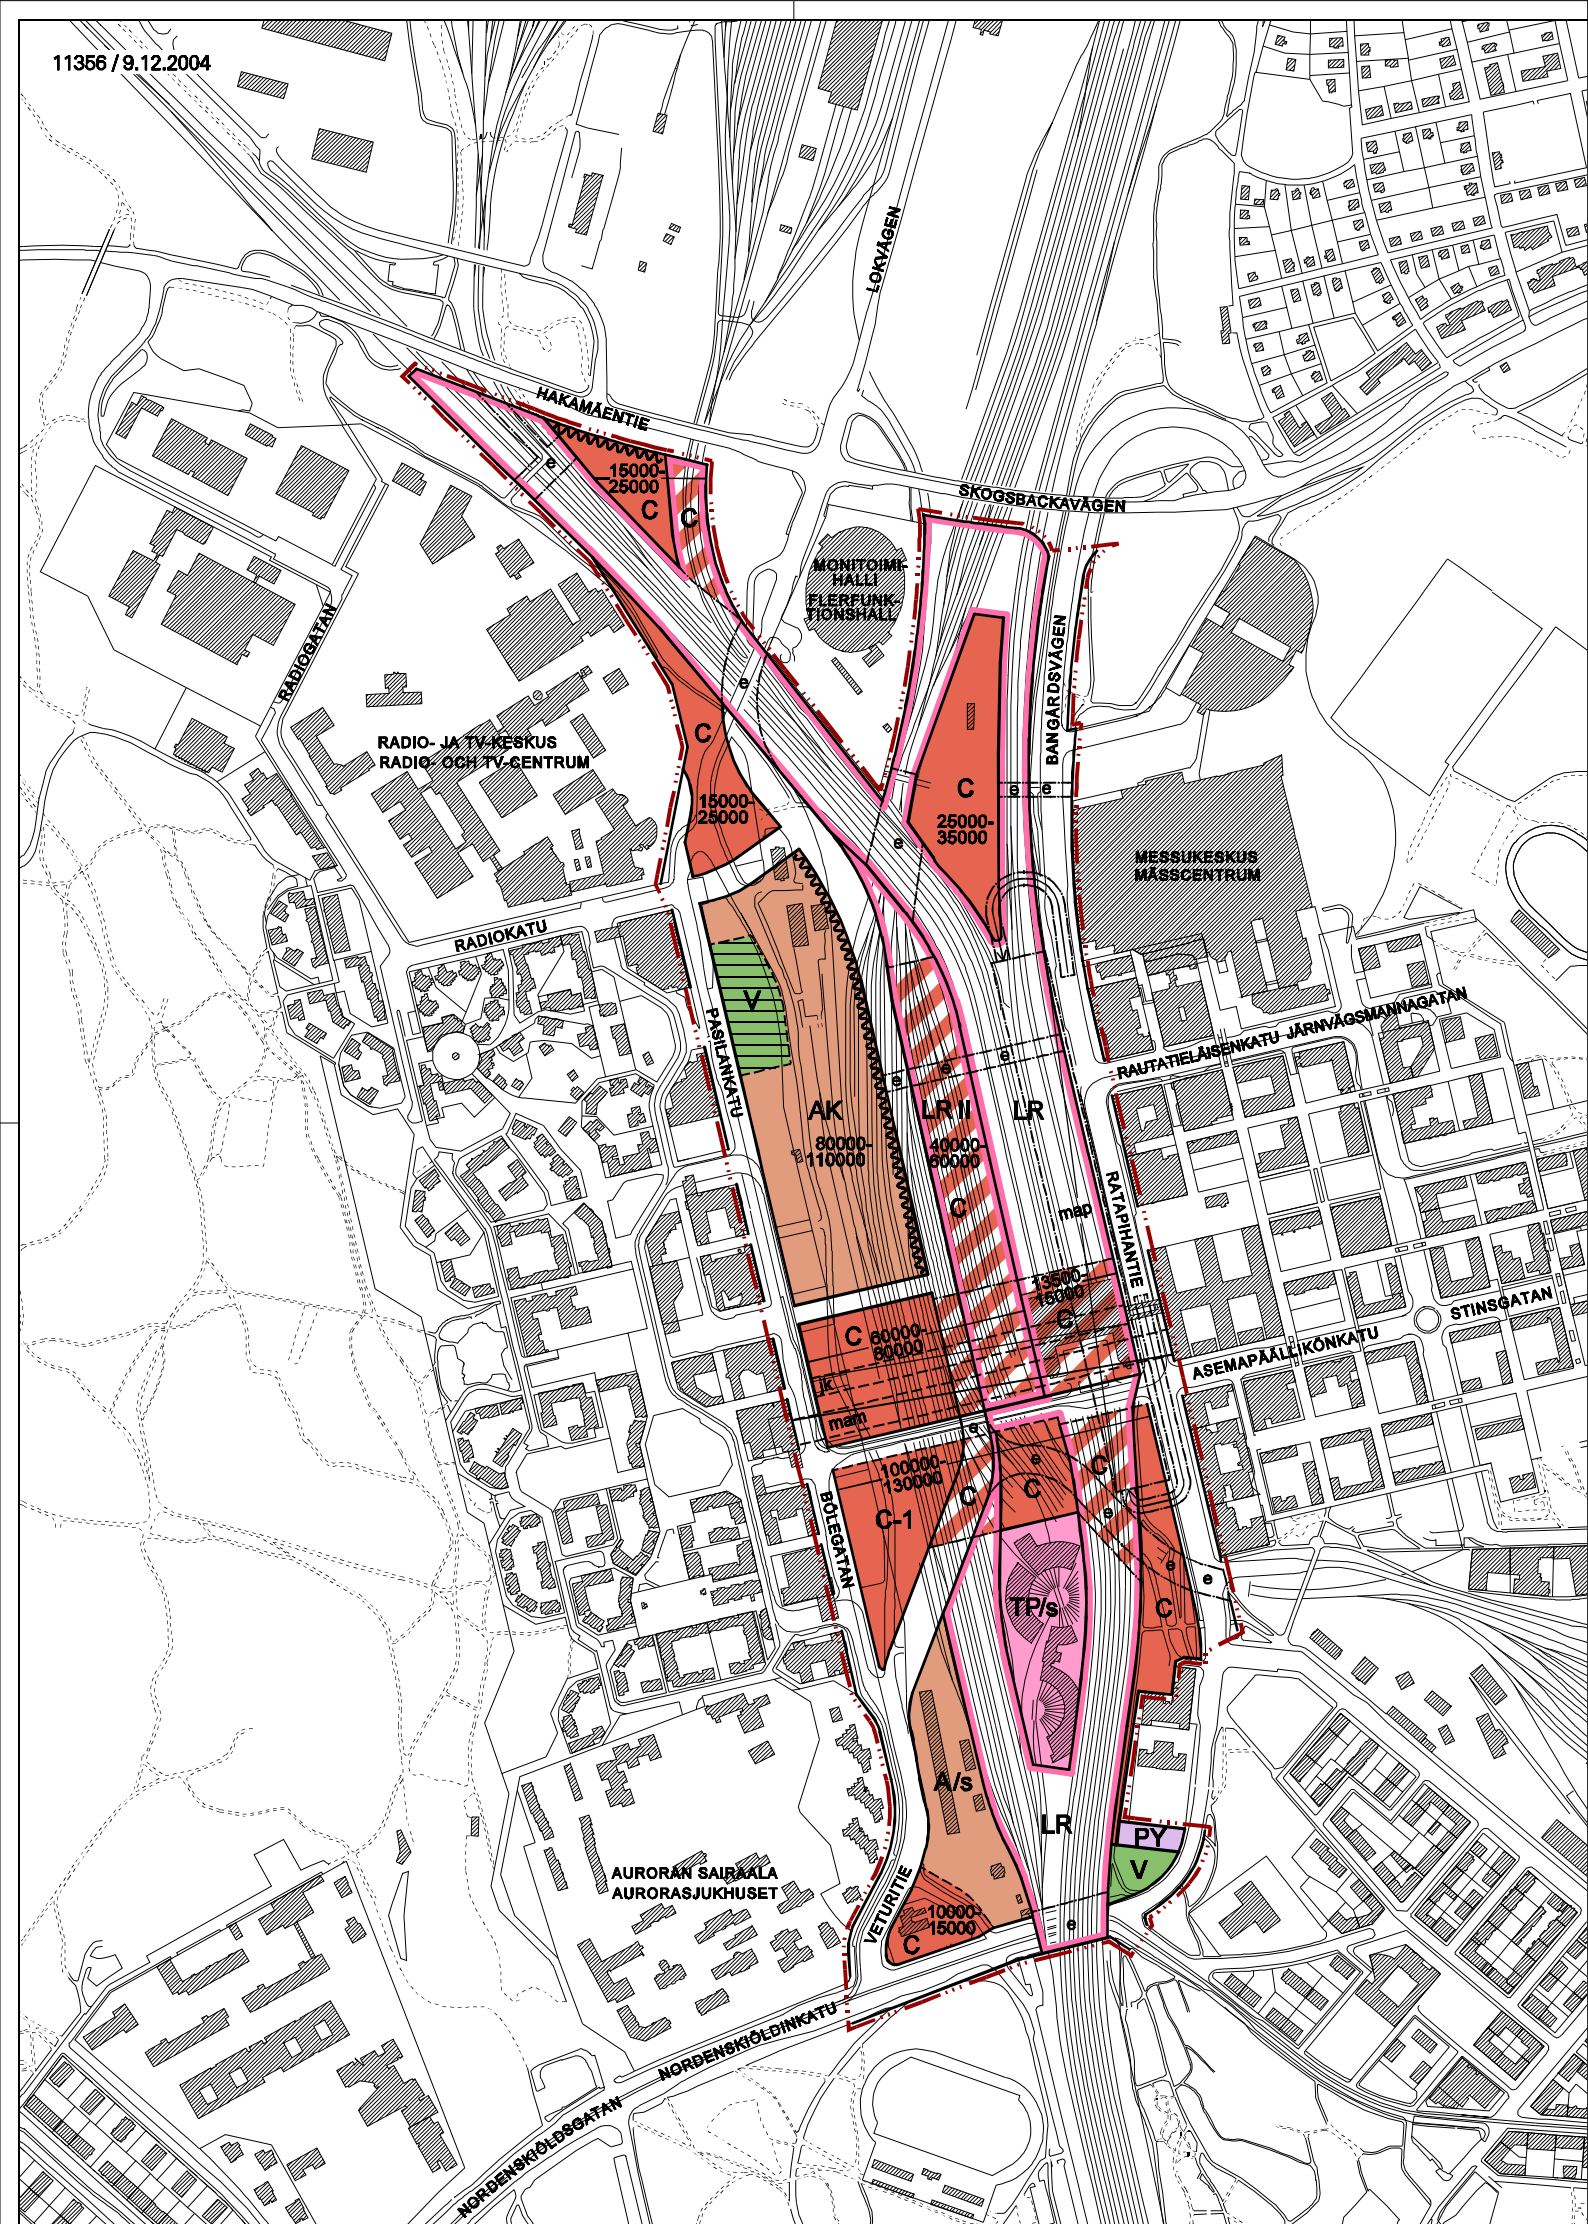 11356 / 9.12.2004
LOKVÄGEN
HAKAMÄENTIE
e
15000-
25000
C
C
SKOGSBACKAVÄGEN
MONITOIMI-
HALLI
FLERFUNK-
TIONSHALL
RADIOGATAN
BANGÅRDSVÄGEN
e
RADIO- JA TV-KESKUS
RADIO- OCH TV-CENTRUM
C
15000-
25000
C
25000-
35000
e
e
e
MESSUKESKUS
MÄSSCENTRUM
RADIOKATU
V
PASILANKATU
RAUTATIELÄISENKATU JÄRNVÄGSMANNAGATAN
e
e
e
AK
80000-
110000
LR II
40000-
60000
C
LR
map
RATAPIHANTIE
13500-
15000
C
STINSGATAN
ASEMAPÄÄLLIKÖNKATU
C
60000-
80000
jk
mam
e
e
100000-
130000
C-1
C
C
C
e
BÖLEGATAN
e
e
TP/s
C
A/s
LR
PY
V
AURORAN SAIRAALA
AURORASJUKHUSET
VETURITIE
10000-
15000
C
e
NORDENSKIÖLDINKATU
NORDENSKIÖLDSGATAN